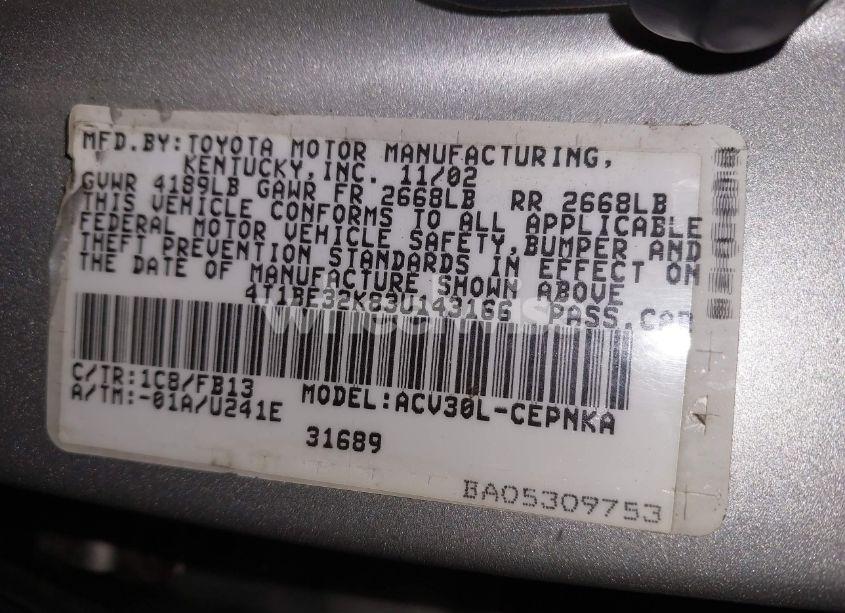 MFD.BY:TOYOTA MOTOR MANUFACTURING,
KENTUCKY,INC. 11/02
GVWR 4189LB GAWR FR 2668LB RR 2668LB
THIS VEHICLE CONFORMS TO ALL APPLICABLE
FEDERAL MOTOR VEHICLE SAFETY,BUMPER AND
THEFT PREVENTION STANDARDS IN EFFECT ON
THE DATE OF MANUFACTURE SHOWN ABOVE
4T1BE32K83U143166 PASS.CAR
C/TR:1C8/FB13
A/TM:-01A/U241E
MODEL:ACV30L-CEPNKA
31689
BA05309753